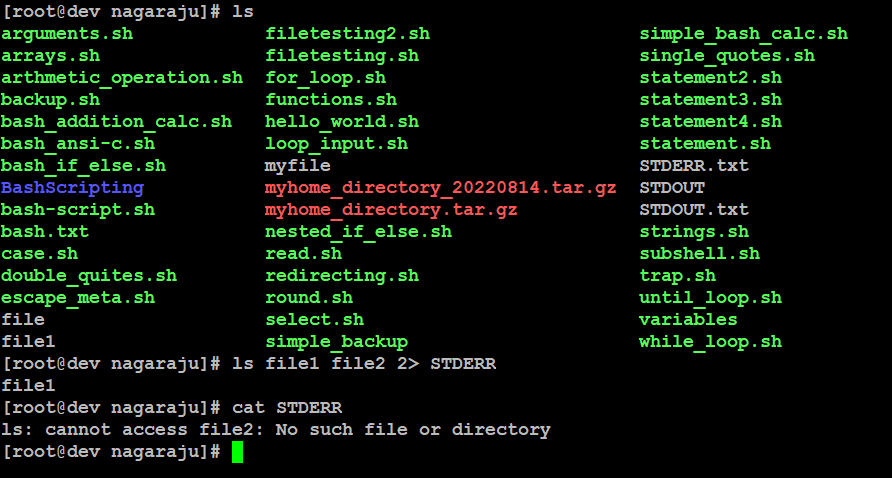 [root@dev nagaraju]# ls
arguments.sh filetesting2.sh simple_bash_calc.sh
arrays.sh filetesting.sh single_quotes.sh
arthmetic_operation.sh for_loop.sh statement2.sh
backup.sh functions.sh statement3.sh
bash_addition_calc.sh hello_world.sh statement4.sh
bash_ansi-c.sh loop_input.sh statement.sh
bash_if_else.sh myfile STDERR.txt
BashScripting myhome_directory_20220814.tar.gz STDOUT
bash-script.sh myhome_directory.tar.gz STDOUT.txt
bash.txt nested_if_else.sh strings.sh
case.sh read.sh subshell.sh
double_quites.sh redirecting.sh trap.sh
escape_meta.sh round.sh until_loop.sh
file select.sh variables
file1 simple_backup while_loop.sh
[root@dev nagaraju]# ls file1 file2 2> STDERR
file1
[root@dev nagaraju]# cat STDERR
ls: cannot access file2: No such file or directory
[root@dev nagaraju]#